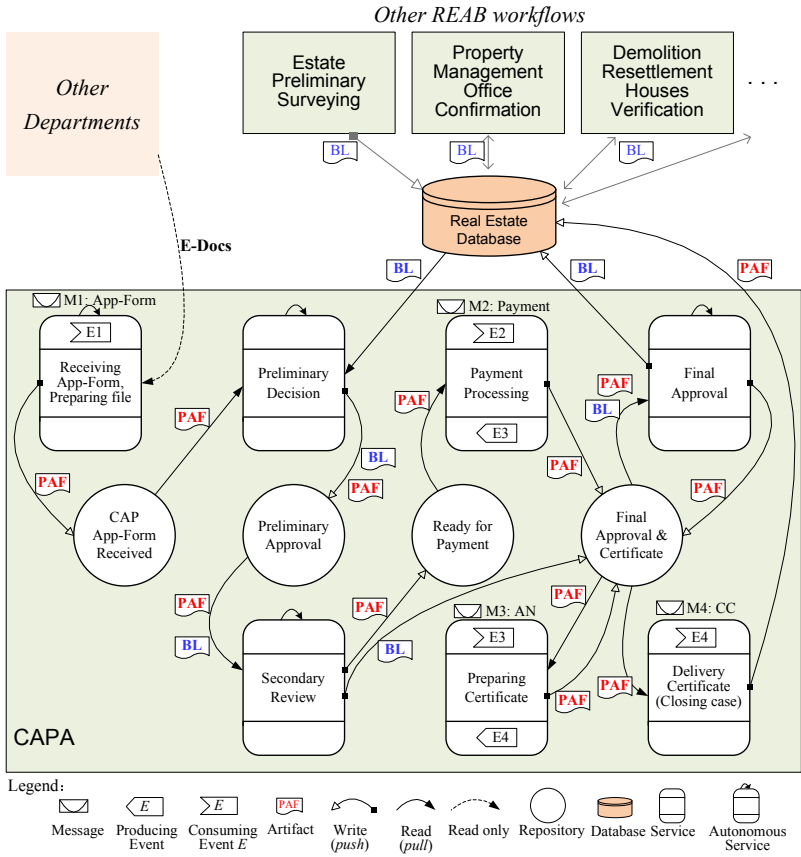 Other REAB workflows
Other
Departments
Estate
Preliminary
Surveying
Property
Management
Office
Confirmation
Demolition
Resettlement
Houses
Verification
. . .
BL
BL
BL
Real Estate
Database
E-Docs
BL
BL
PAF
M1: App-Form
E1
Receiving
App-Form,
Preparing file
Preliminary
Decision
M2: Payment
E2
Payment
Processing
E3
Final
Approval
PAF
PAF
PAF
BL
BL
PAF
PAF
PAF
PAF
CAP
App-Form
Received
Preliminary
Approval
Ready for
Payment
Final
Approval &
Certificate
PAF
BL
PAF
BL
PAF
M3: AN
E3
Preparing
Certificate
E4
M4: CC
E4
Delivery
Certificate
(Closing case)
Secondary
Review
PAF
PAF
CAPA
Legend:
E
E
PAF
Message
Producing
Event
Consuming
Event E
Artifact
Write
(push)
Read
(pull)
Read only
Repository
Database
Service
Autonomous
Service